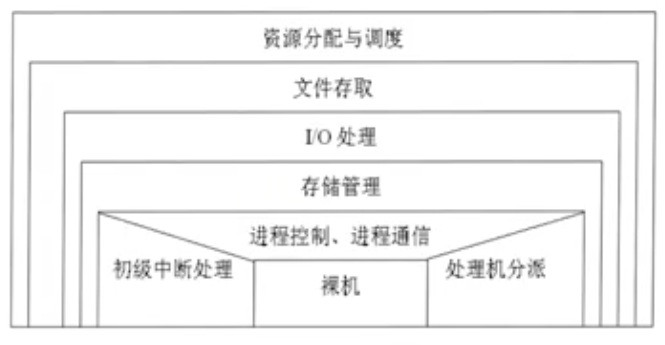 资源分配与调度
文件存取
I/O 处理
存储管理
进程控制、进程通信
初级中断处理
裸机
处理机分派